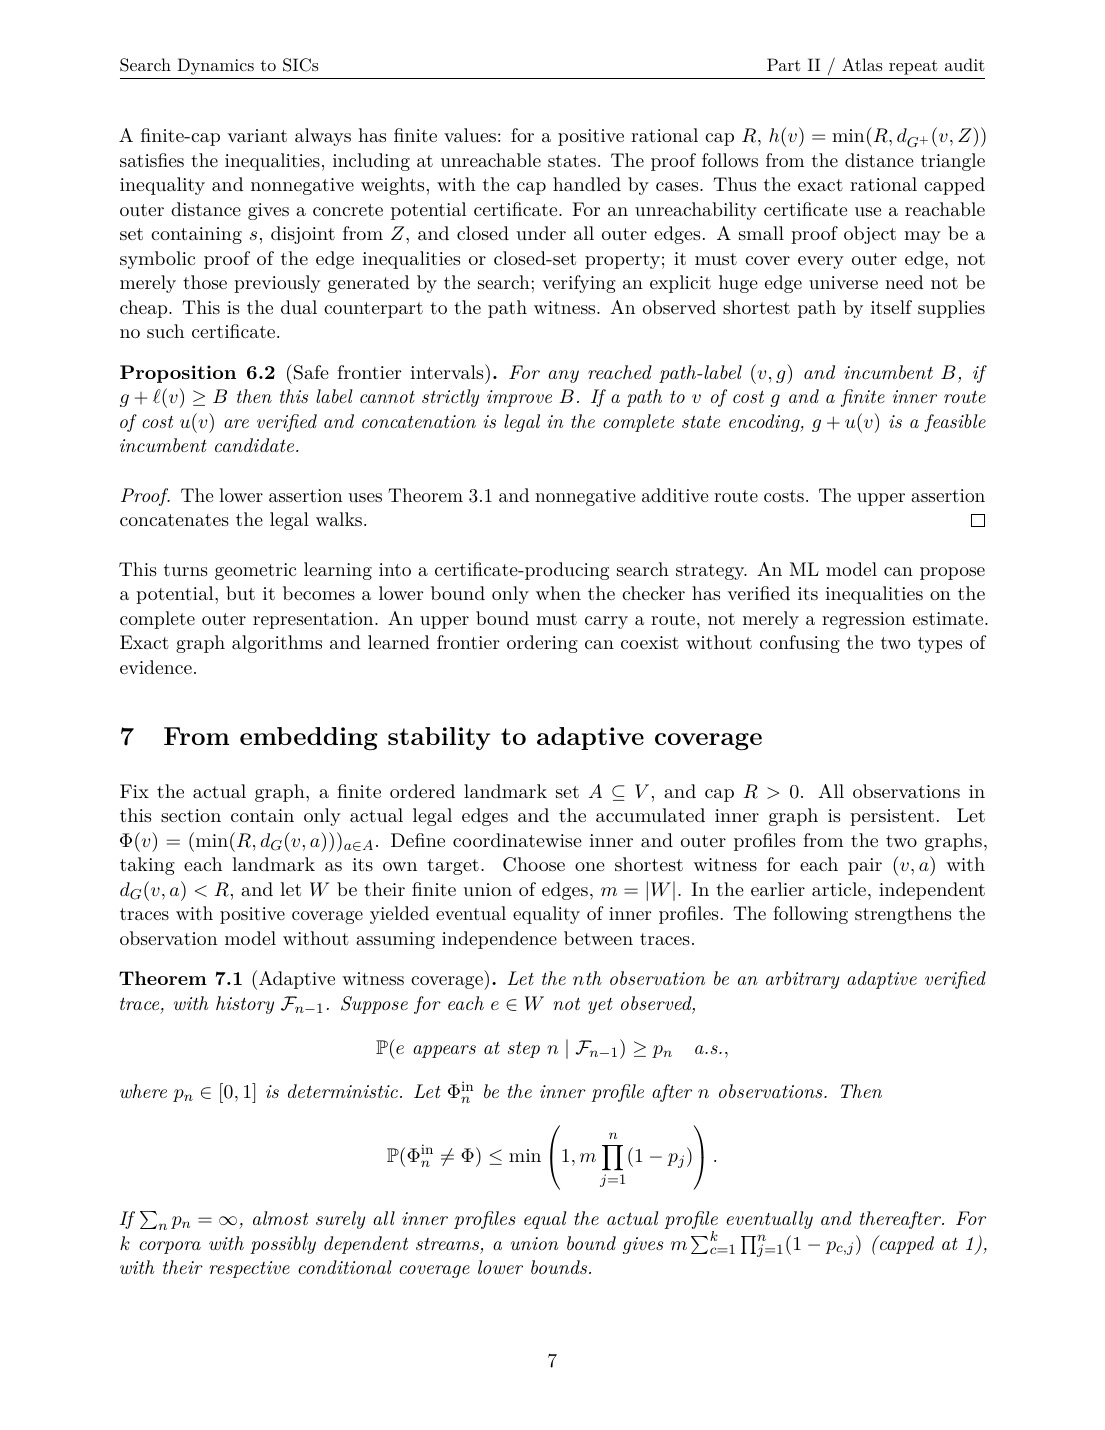 Search Dynamics to SICs Part II / Atlas repeat audit
A finite-cap variant always has finite values: for a positive rational cap R, h(v) = min(R, d_{G^+}(v, Z))
satisfies the inequalities, including at unreachable states. The proof follows from the distance triangle
inequality and nonnegative weights, with the cap handled by cases. Thus the exact rational capped
outer distance gives a concrete potential certificate. For an unreachability certificate use a reachable
set containing s, disjoint from Z, and closed under all outer edges. A small proof object may be a
symbolic proof of the edge inequalities or closed-set property; it must cover every outer edge, not
merely those previously generated by the search; verifying an explicit huge edge universe need not be
cheap. This is the dual counterpart to the path witness. An observed shortest path by itself supplies
no such certificate.
Proposition 6.2 (Safe frontier intervals). For any reached path-label (v, g) and incumbent B, if
g + ℓ(v) ≥ B then this label cannot strictly improve B. If a path to v of cost g and a finite inner route
of cost u(v) are verified and concatenation is legal in the complete state encoding, g + u(v) is a feasible
incumbent candidate.
Proof. The lower assertion uses Theorem 3.1 and nonnegative additive route costs. The upper assertion
concatenates the legal walks. □
This turns geometric learning into a certificate-producing search strategy. An ML model can propose
a potential, but it becomes a lower bound only when the checker has verified its inequalities on the
complete outer representation. An upper bound must carry a route, not merely a regression estimate.
Exact graph algorithms and learned frontier ordering can coexist without confusing the two types of
evidence.
7 From embedding stability to adaptive coverage
Fix the actual graph, a finite ordered landmark set A ⊆ V, and cap R > 0. All observations in
this section contain only actual legal edges and the accumulated inner graph is persistent. Let
Φ(v) = (min(R, d_G(v, a)))_{a∈A}. Define coordinatewise inner and outer profiles from the two graphs,
taking each landmark as its own target. Choose one shortest witness for each pair (v, a) with
d_G(v, a) < R, and let W be their finite union of edges, m = |W|. In the earlier article, independent
traces with positive coverage yielded eventual equality of inner profiles. The following strengthens the
observation model without assuming independence between traces.
Theorem 7.1 (Adaptive witness coverage). Let the nth observation be an arbitrary adaptive verified
trace, with history F_{n−1}. Suppose for each e ∈ W not yet observed,
ℙ(e appears at step n | F_{n−1}) ≥ p_n a.s.,
where p_n ∈ [0, 1] is deterministic. Let Φ_n^{in} be the inner profile after n observations. Then
ℙ(Φ_n^{in} ≠ Φ) ≤ min (1, m ∏_{j=1}^{n} (1 − p_j)).
If ∑_n p_n = ∞, almost surely all inner profiles equal the actual profile eventually and thereafter. For
k corpora with possibly dependent streams, a union bound gives m ∑_{c=1}^{k} ∏_{j=1}^{n} (1 − p_{c,j}) (capped at 1),
with their respective conditional coverage lower bounds.
7